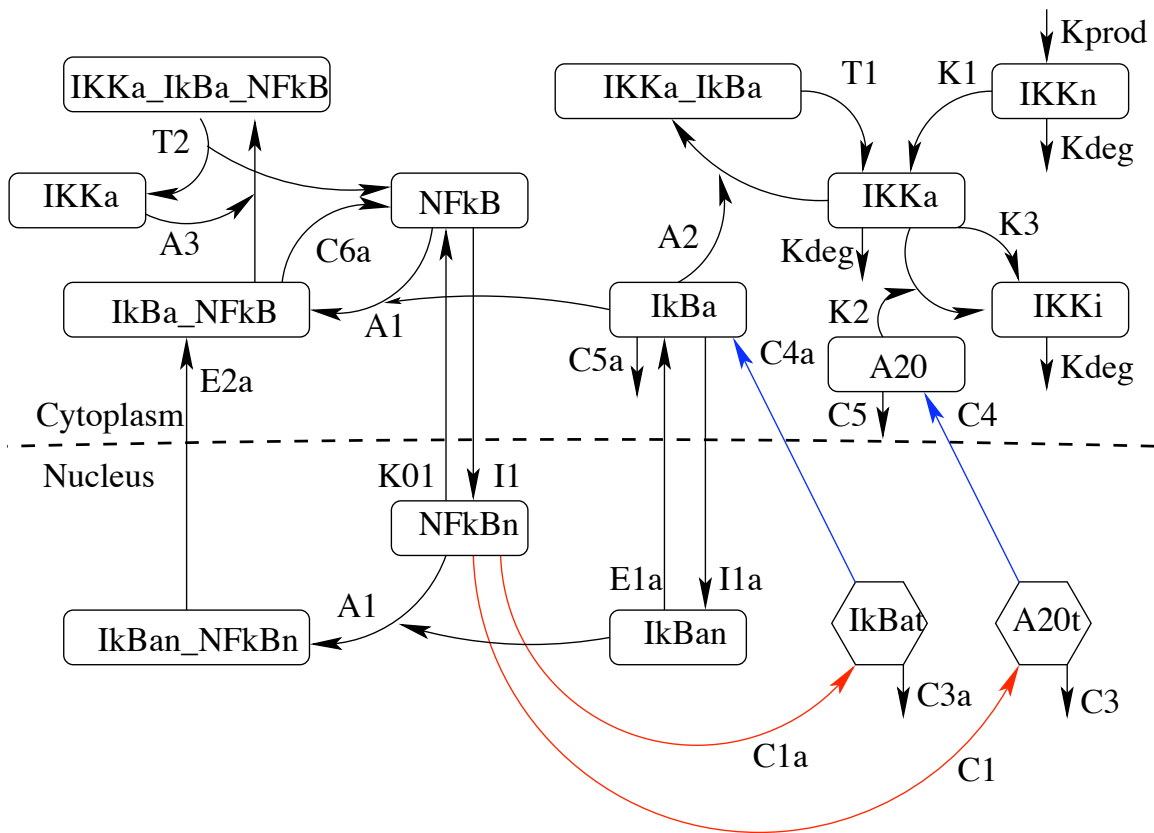 Kprod
IKKa_IkBa_NFkB
IKKa_IkBa
T1
K1
IKKn
T2
Kdeg
IKKa
NFkB
IKKa
A3
C6a
A2
Kdeg
K3
IkBa_NFkB
A1
IkBa
K2
IKKi
C5a
C4a
A20
Kdeg
E2a
Cytoplasm
C5
C4
Nucleus
K01
I1
NFkBn
A1
E1a
I1a
IkBan_NFkBn
IkBan
IkBat
A20t
C3a
C3
C1a
C1